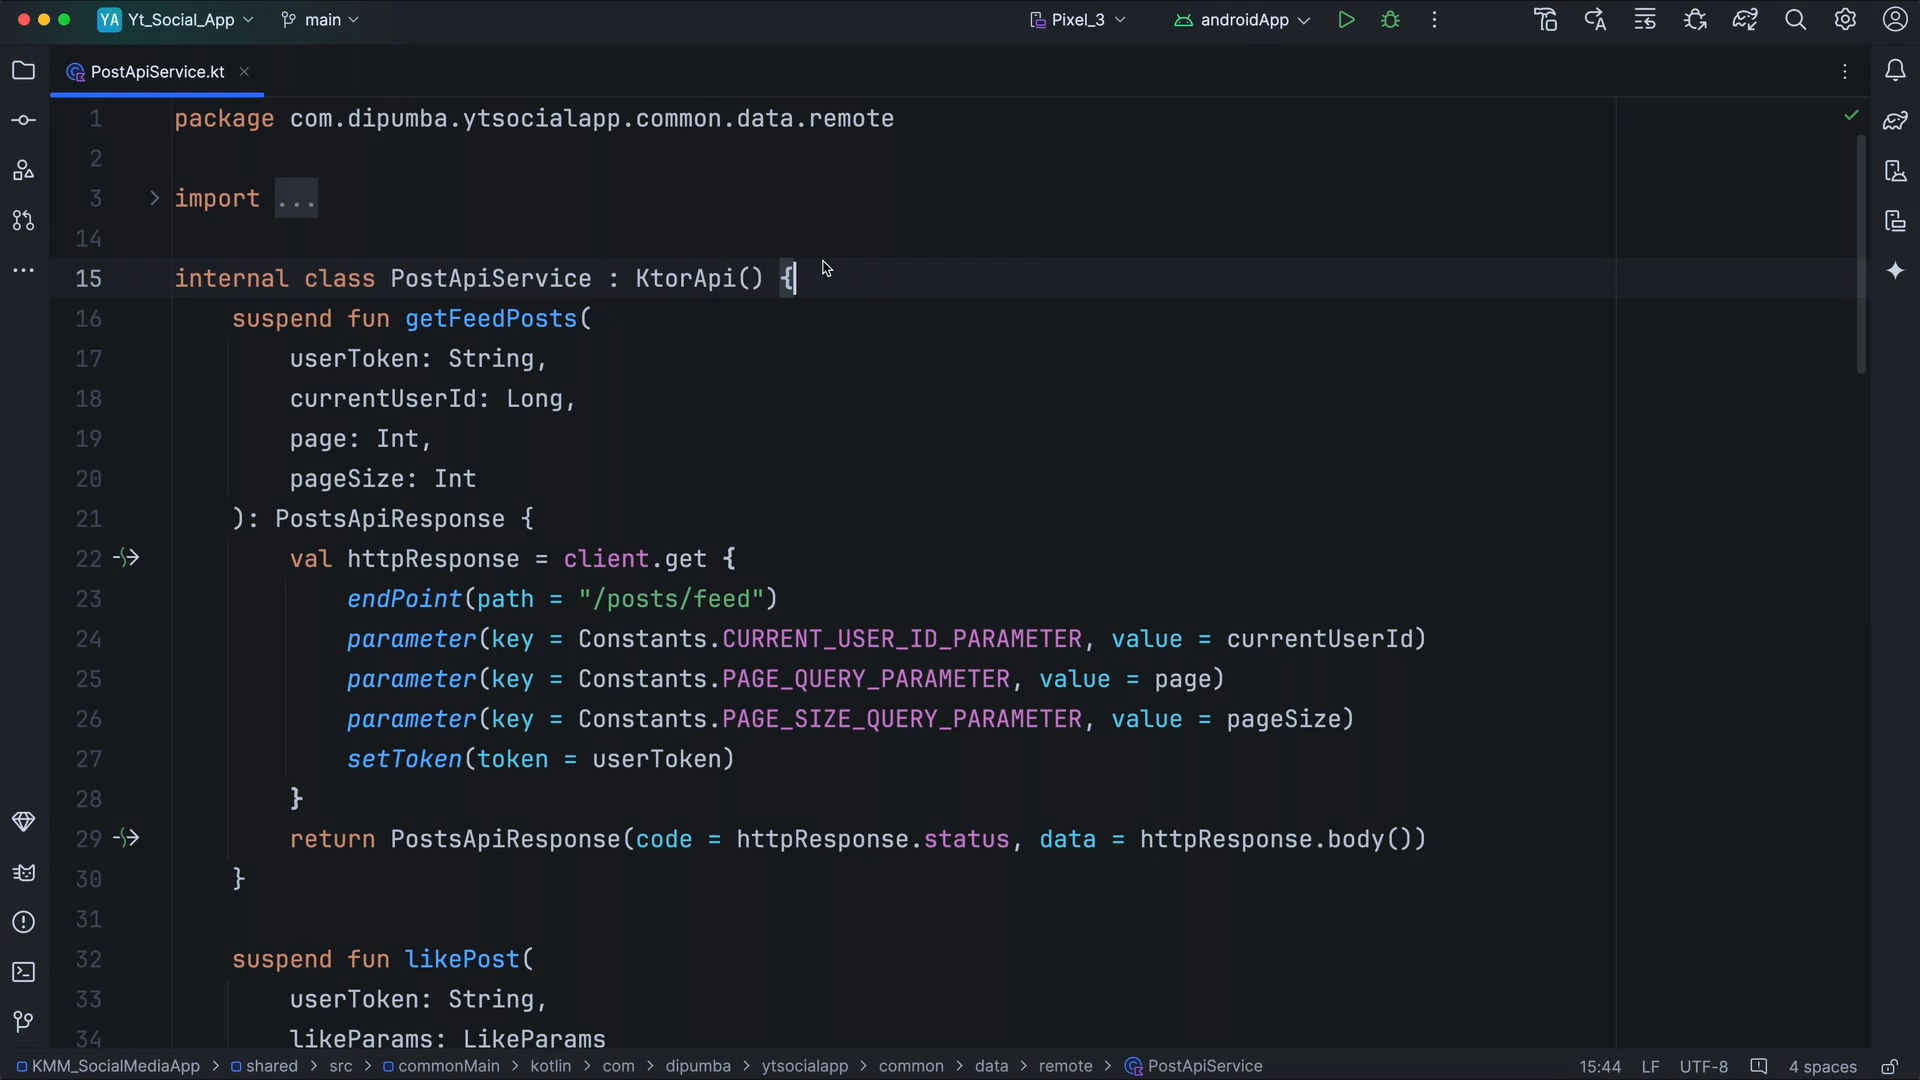 YA Yt_Social_App main Pixel_3 androidApp
PostApiService.kt
1 package com.dipumba.ytsocialapp.common.data.remote
2
3 import ...
14
15 internal class PostApiService : KtorApi() {
16 suspend fun getFeedPosts(
17 userToken: String,
18 currentUserId: Long,
19 page: Int,
20 pageSize: Int
21 ): PostsApiResponse {
22 val httpResponse = client.get {
23 endPoint(path = "/posts/feed")
24 parameter(key = Constants.CURRENT_USER_ID_PARAMETER, value = currentUserId)
25 parameter(key = Constants.PAGE_QUERY_PARAMETER, value = page)
26 parameter(key = Constants.PAGE_SIZE_QUERY_PARAMETER, value = pageSize)
27 setToken(token = userToken)
28 }
29 return PostsApiResponse(code = httpResponse.status, data = httpResponse.body())
30 }
31
32 suspend fun likePost(
33 userToken: String,
34 likeParams: LikeParams
KMM_SocialMediaApp > shared > src > commonMain > kotlin > com > dipumba > ytsocialapp > common > data > remote > PostApiService 15:44 LF UTF-8 4 spaces